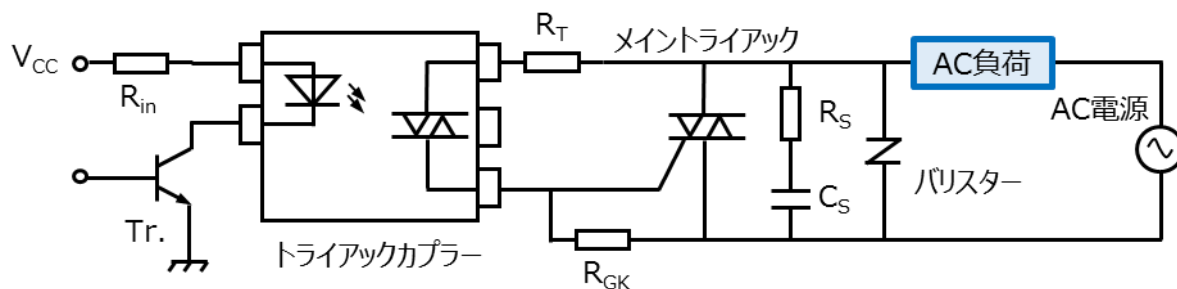 V_CC
R_in
Tr.
トライアックカプラー
R_T
メイントライアック
R_GK
R_S
C_S
バリスター
AC負荷
AC電源